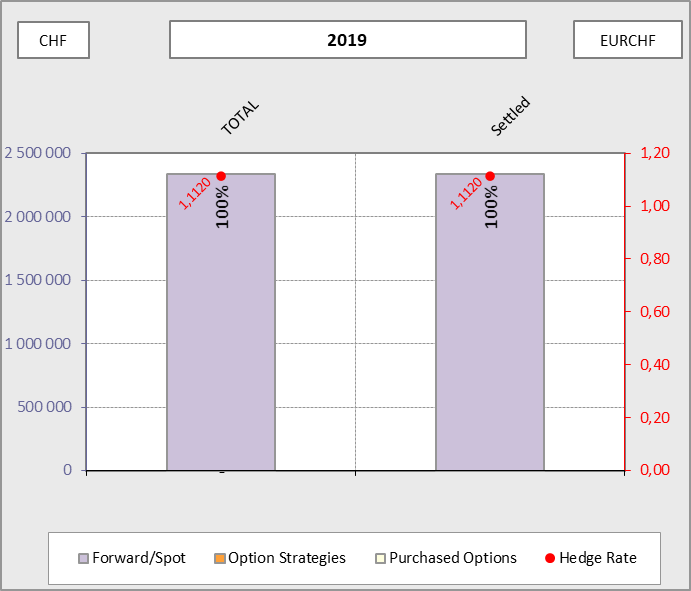 CHF 2019 EURCHF
TOTAL Settled
2 500 000 1,20
1,1120 100% 1,1120 100%
2 000 000 1,00
1 500 000 0,80
0,60
1 000 000 0,40
500 000 0,20
0 - 0,00
Forward/Spot Option Strategies Purchased Options Hedge Rate